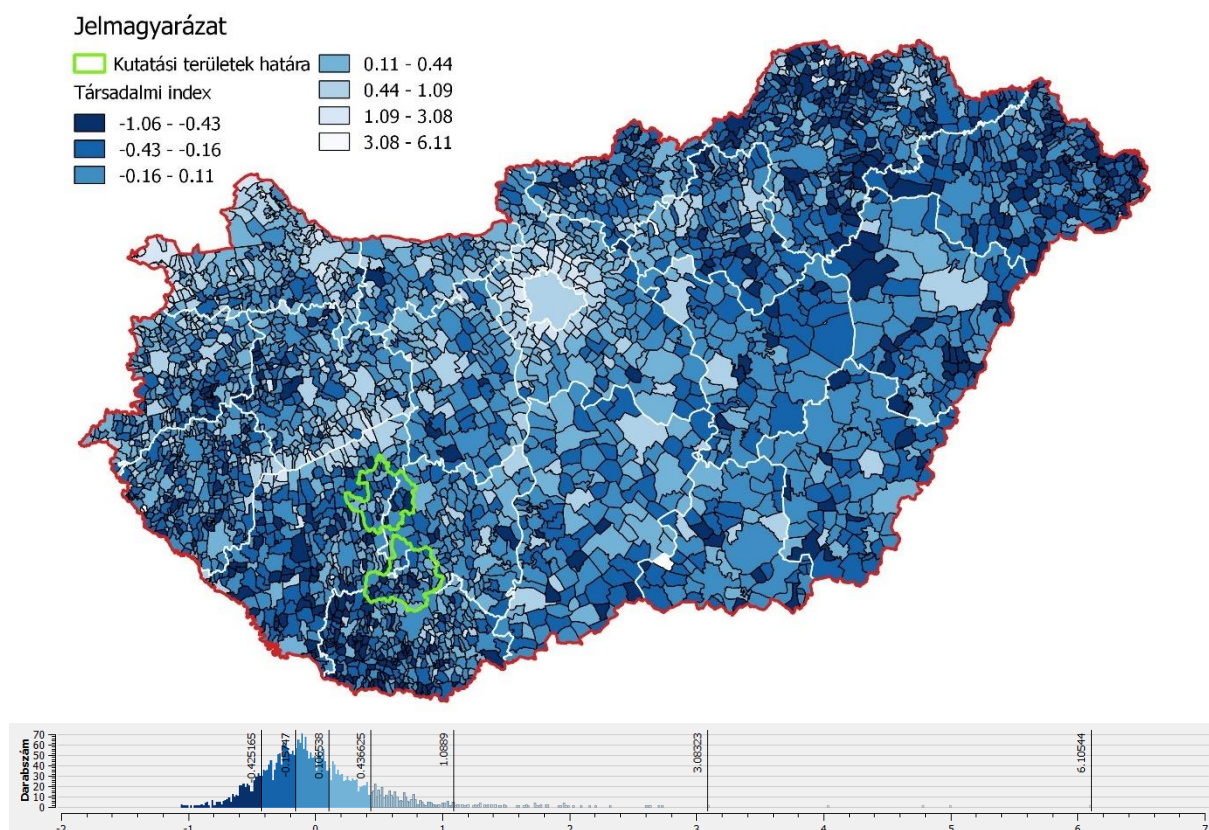 Jelmagyarázat
Kutatási területek határa
Társadalmi index
-1.06 - -0.43
-0.43 - -0.16
-0.16 - 0.11
0.11 - 0.44
0.44 - 1.09
1.09 - 3.08
3.08 - 6.11
Darabszám
70
60
50
40
30
20
10
0
-0.425165
-0.15747
0.106538
0.436625
1.0889
3.08323
6.10544
-2
-1
0
1
2
3
4
5
6
7